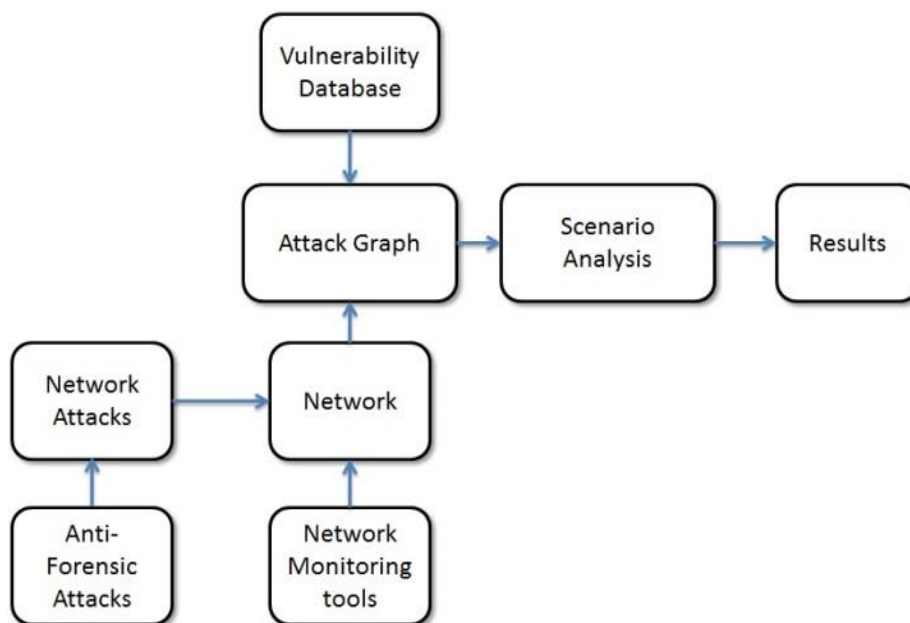 Vulnerability
Database
Attack Graph
Scenario
Analysis
Results
Network
Attacks
Network
Anti-
Forensic
Attacks
Network
Monitoring
tools